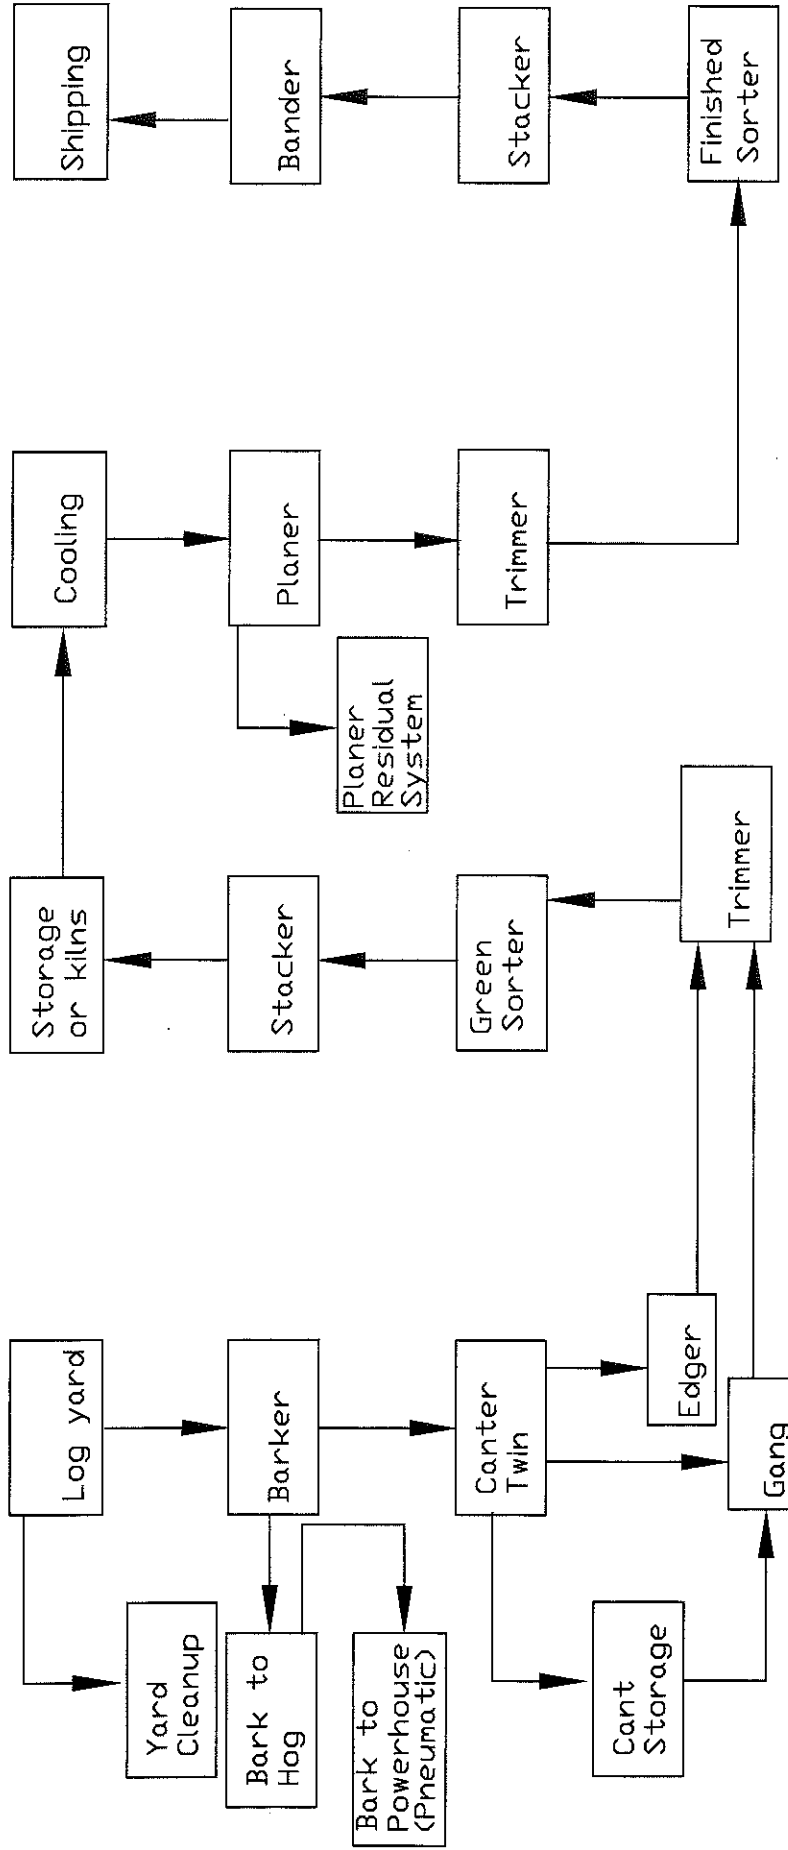 Log yard
Yard
Cleanup
Barker
Bark to
Hog
Bark to
Powerhouse
(Pneumatic)
Canter
Twin
Cant
Storage
Edger
Gang
Storage
or kilns
Stacker
Green
Sorter
Trimmer
Cooling
Planer
Planer
Residual
System
Trimmer
Shipping
Bander
Stacker
Finished
Sorter